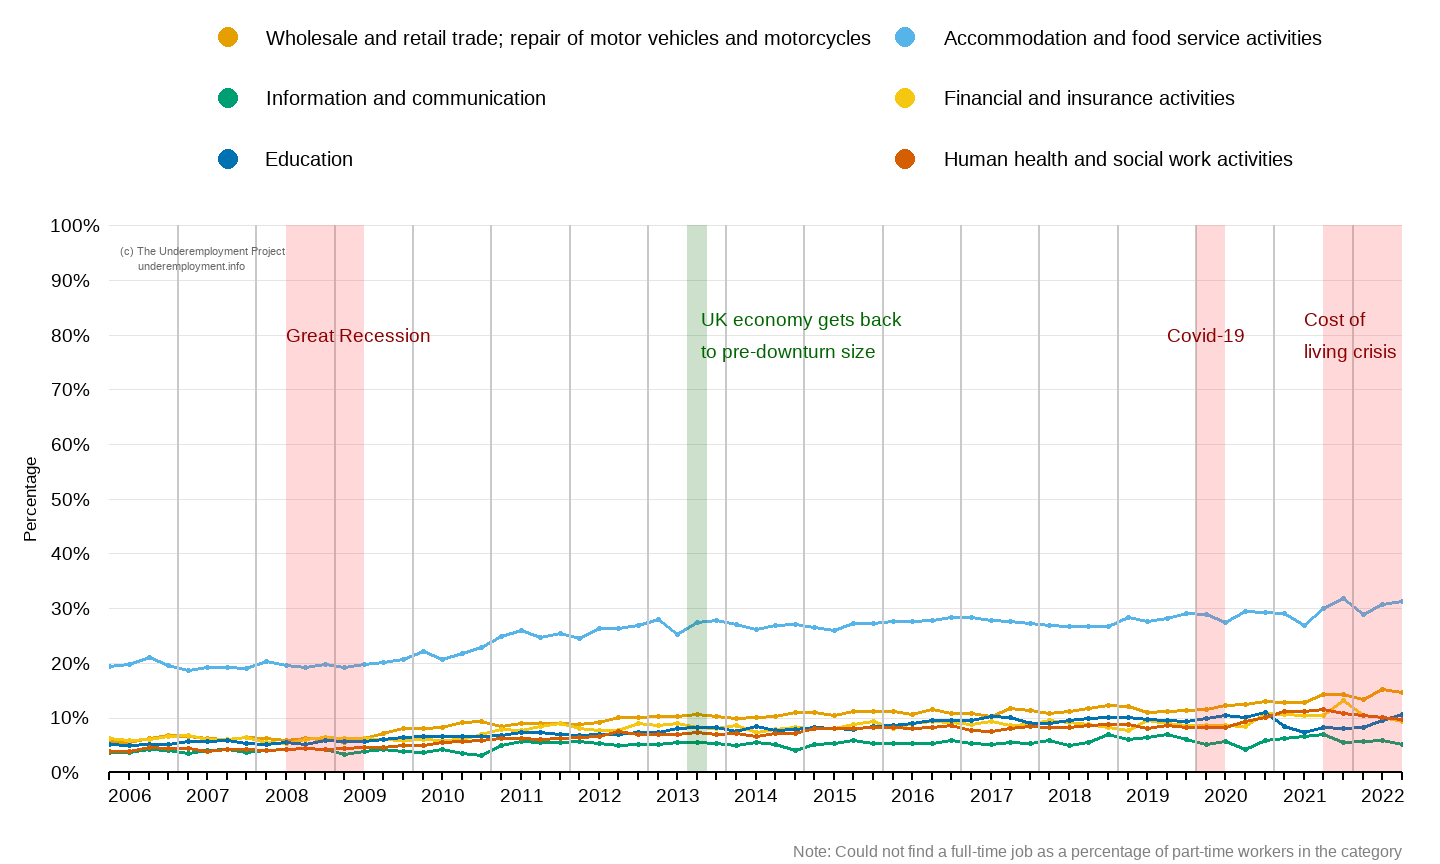 Wholesale and retail trade; repair of motor vehicles and motorcycles
Accommodation and food service activities
Information and communication
Financial and insurance activities
Education
Human health and social work activities
100%
90%
80%
70%
60%
50%
40%
30%
20%
10%
0%
Percentage
(c) The Underemployment Project
underemployment.info
Great Recession
UK economy gets back
to pre-downturn size
Covid-19
Cost of
living crisis
2006 2007 2008 2009 2010 2011 2012 2013 2014 2015 2016 2017 2018 2019 2020 2021 2022
Note: Could not find a full-time job as a percentage of part-time workers in the category